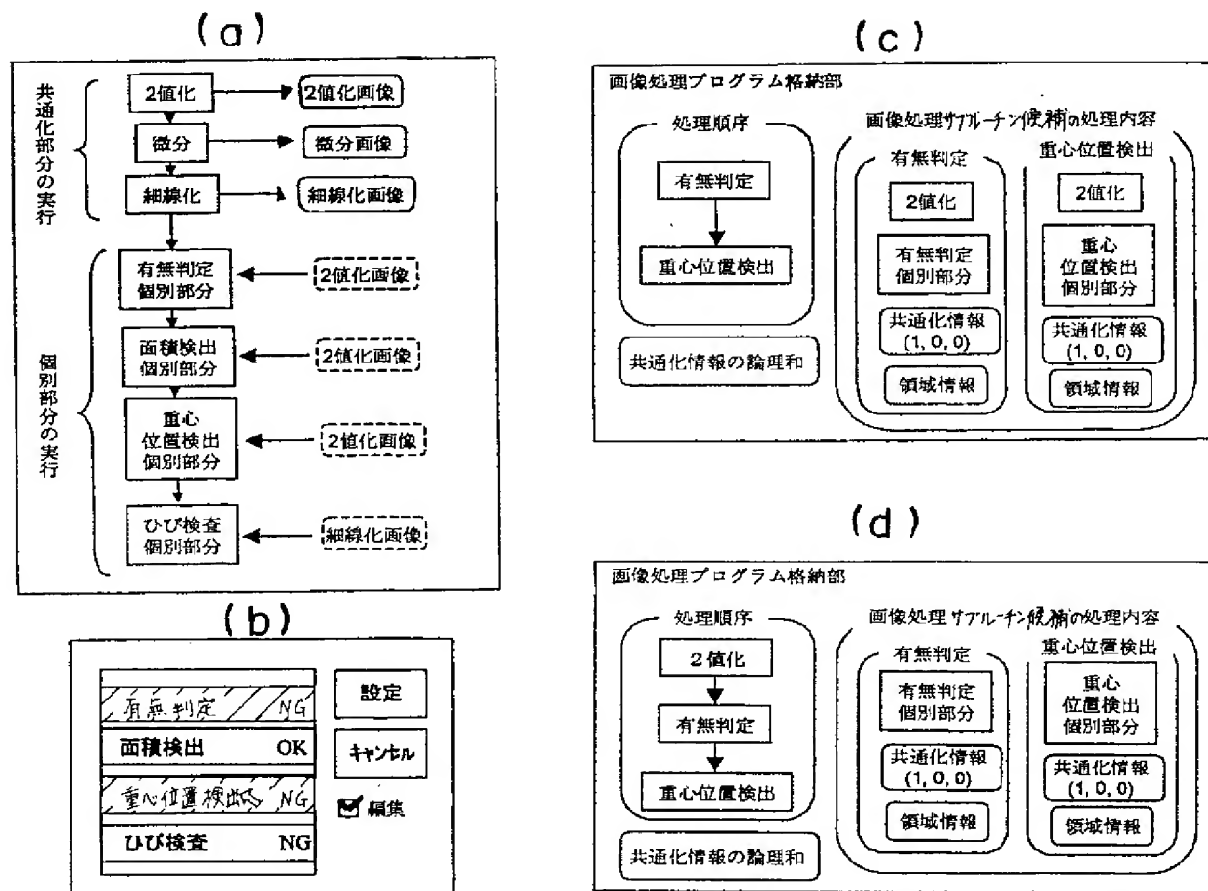 (a)
共通化部分の実行
2値化
2値化画像
微分
微分画像
細線化
細線化画像
個別部分の実行
有無判定
個別部分
2値化画像
面積検出
個別部分
2値化画像
重心
位置検出
個別部分
2値化画像
ひび検査
個別部分
細線化画像
(b)
有無判定 NG
面積検出 OK
重心位置検出 NG
ひび検査 NG
設定
キャンセル
編集
(c)
画像処理プログラム格納部
処理順序
有無判定
重心位置検出
共通化情報の論理和
画像処理サブルーチン候補の処理内容
有無判定
2値化
有無判定
個別部分
共通化情報
(1, 0, 0)
領域情報
重心位置検出
2値化
重心
位置検出
個別部分
共通化情報
(1, 0, 0)
領域情報
(d)
画像処理プログラム格納部
処理順序
2値化
有無判定
重心位置検出
共通化情報の論理和
画像処理サブルーチン候補の処理内容
有無判定
有無判定
個別部分
共通化情報
(1, 0, 0)
領域情報
重心位置検出
重心
位置検出
個別部分
共通化情報
(1, 0, 0)
領域情報